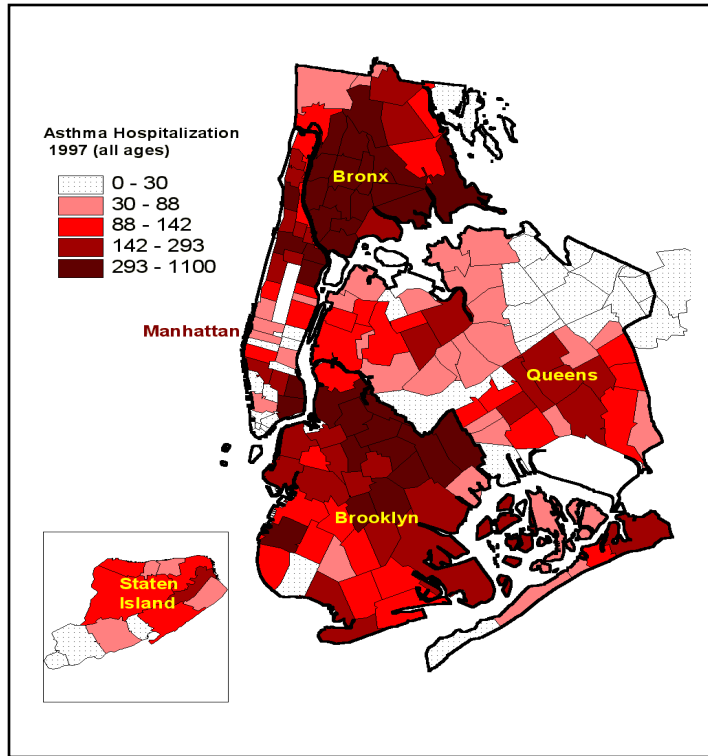 Asthma Hospitalization
1997 (all ages)
0 - 30
30 - 88
88 - 142
142 - 293
293 - 1100
Bronx
Manhattan
Queens
Brooklyn
Staten
Island